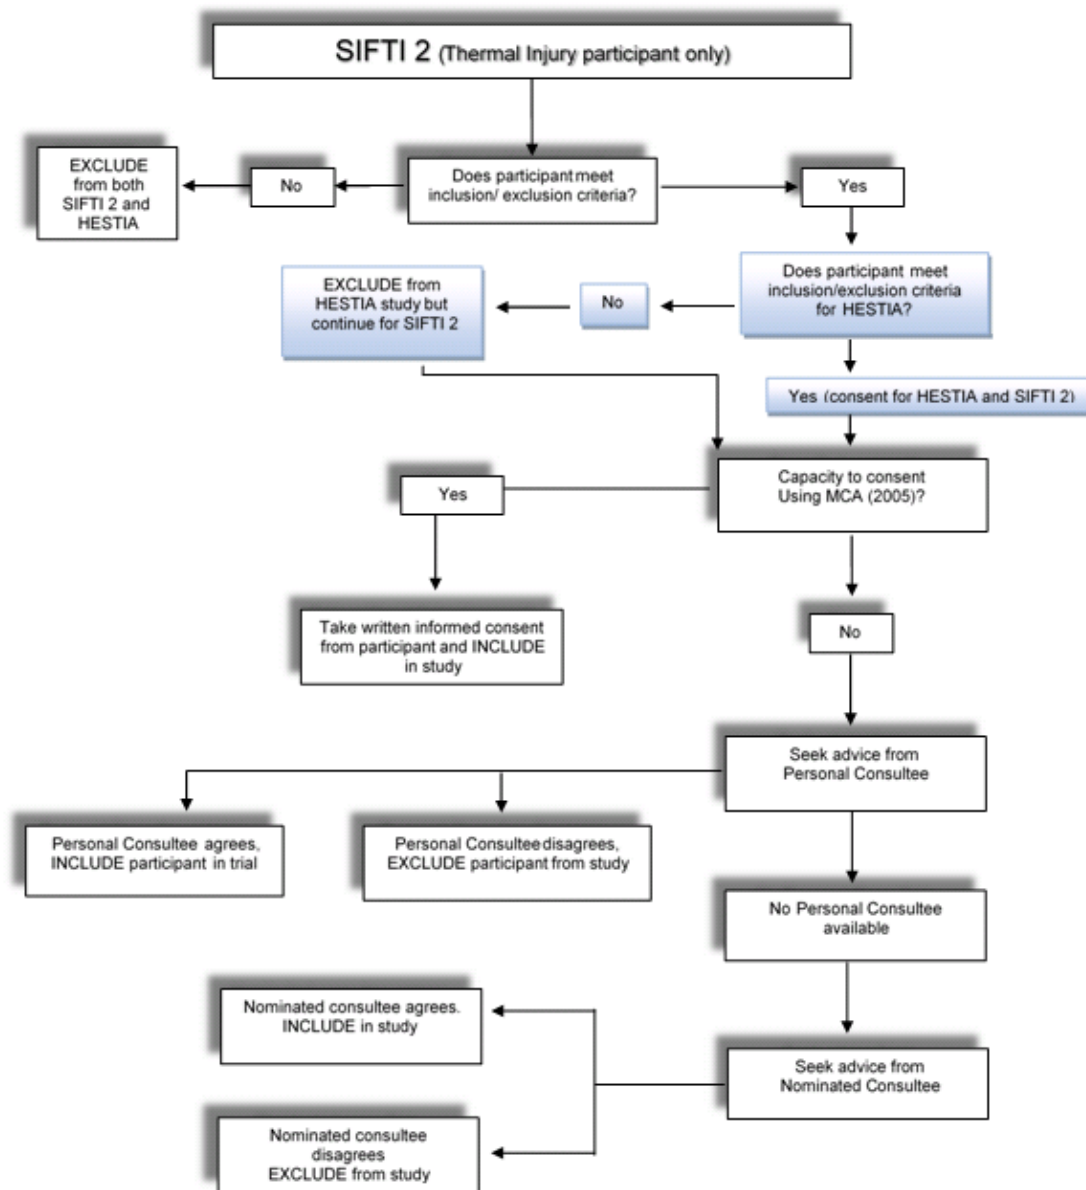 SIFTI 2 (Thermal Injury participant only)
EXCLUDE
from both
SIFTI 2 and
HESTIA
No
Does participant meet
inclusion/ exclusion criteria?
Yes
EXCLUDE from
HESTIA study but
continue for SIFTI 2
No
Does participant meet
inclusion/exclusion criteria
for HESTIA?
Yes (consent for HESTIA and SIFTI 2)
Yes
Capacity to consent
Using MCA (2005)?
Take written informed consent
from participant and INCLUDE
in study
No
Seek advice from
Personal Consultee
Personal Consultee agrees,
INCLUDE participant in trial
Personal Consultee disagrees,
EXCLUDE participant from study
No Personal Consultee
available
Nominated consultee agrees.
INCLUDE in study
Seek advice from
Nominated Consultee
Nominated consultee
disagrees
EXCLUDE from study